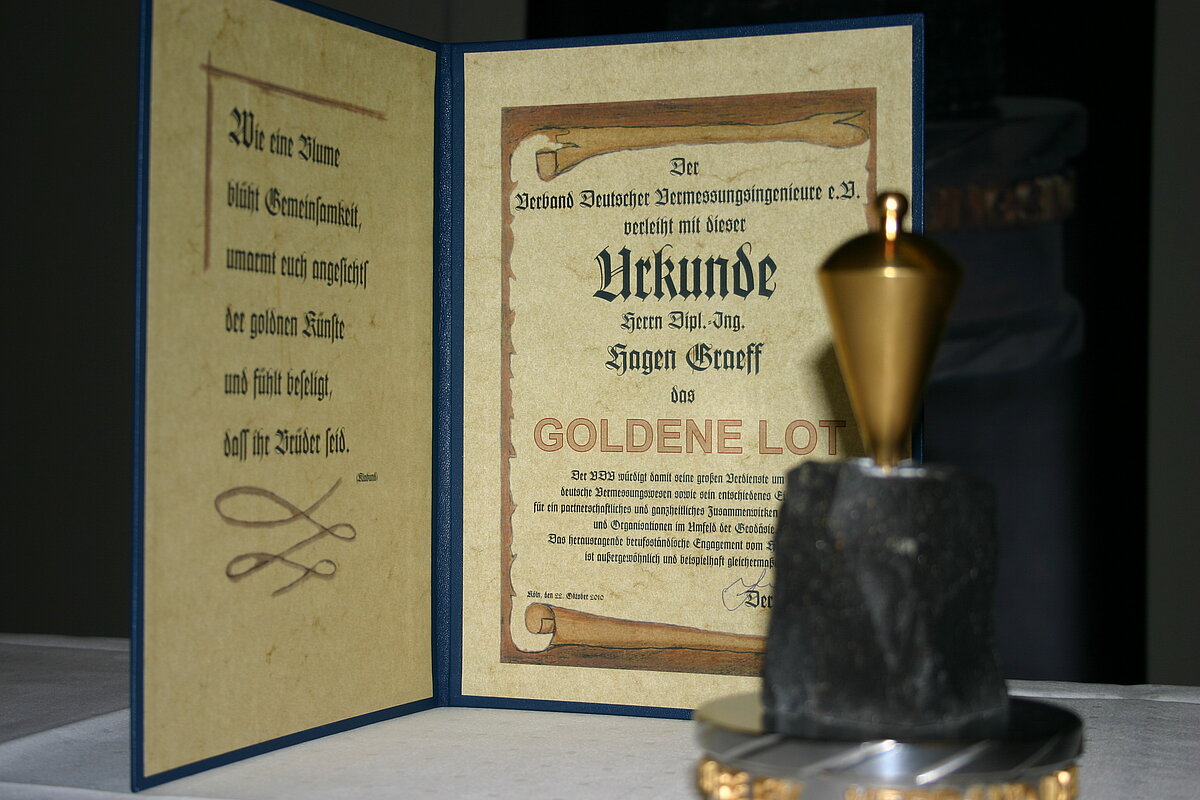 Wie eine Blume
blüht Gemeinsamkeit,
umarmt euch angesichts
der goldnen Künste
und fühlt beseligt,
dass ihr Brüder seid.
Der
Verband Deutscher Vermessungsingenieure e.V.
verleiht mit dieser
Urkunde
Herrn Dipl.-Ing.
Hagen Graeff
das
GOLDENE LOT
Der VDV würdigt damit seine großen Verdienste um
deutsche Vermessungswesen sowie sein entschiedenes
für ein partnerschaftliches und ganzheitliches Zusammenwirken
und Organisationen im Umfeld der
Das herausragende berufsständische Engagement vom
ist außergewöhnlich und beispielhaft
Köln, den 22. Oktober 2010
Der